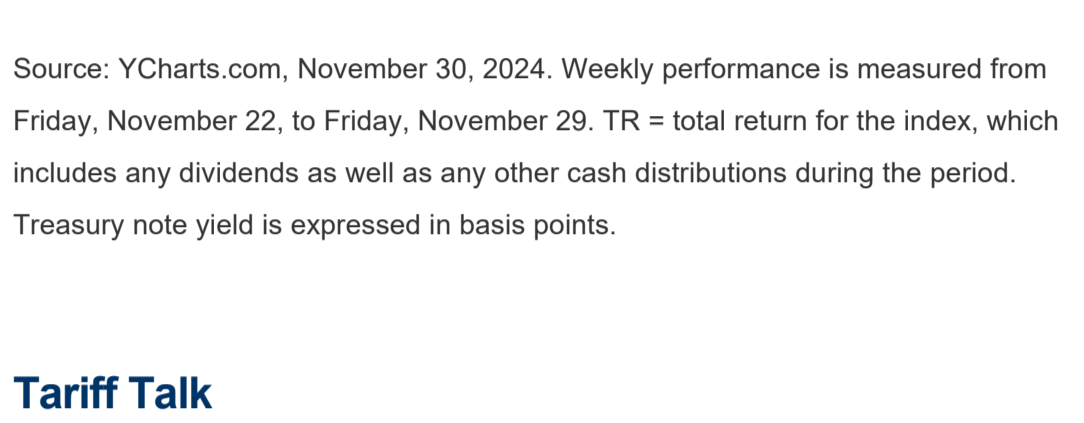 Source: YCharts.com, November 30, 2024. Weekly performance is measured from
Friday, November 22, to Friday, November 29. TR = total return for the index, which
includes any dividends as well as any other cash distributions during the period.
Treasury note yield is expressed in basis points.
Tariff Talk